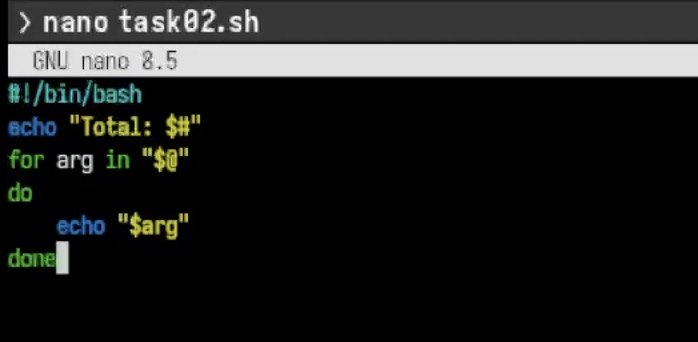 ❯ nano task02.sh
GNU nano 8.5
#!/bin/bash
echo "Total: $#"
for arg in "$@"
do
    echo "$arg"
done